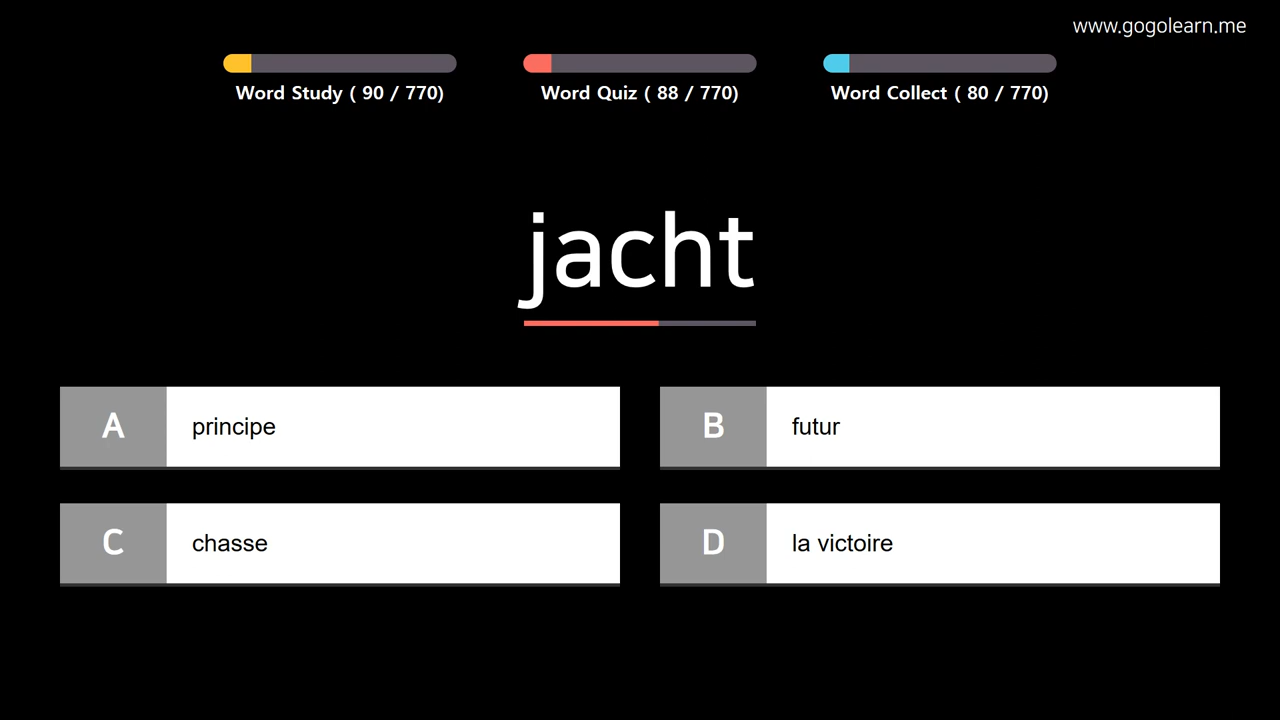 www.gogolearn.me
Word Study ( 90 / 770)
Word Quiz ( 88 / 770)
Word Collect ( 80 / 770)
jacht
A principe
B futur
C chasse
D la victoire